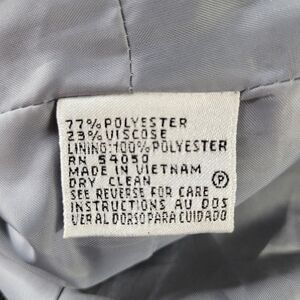 77% POLYESTER
23% VISCOSE
LINING: 100% POLYESTER
RN 54050
MADE IN VIETNAM
DRY CLEAN Ⓟ
SEE REVERSE FOR CARE
INSTRUCTIONS AU DOS
VER AL DORSO PARA CUIDADO